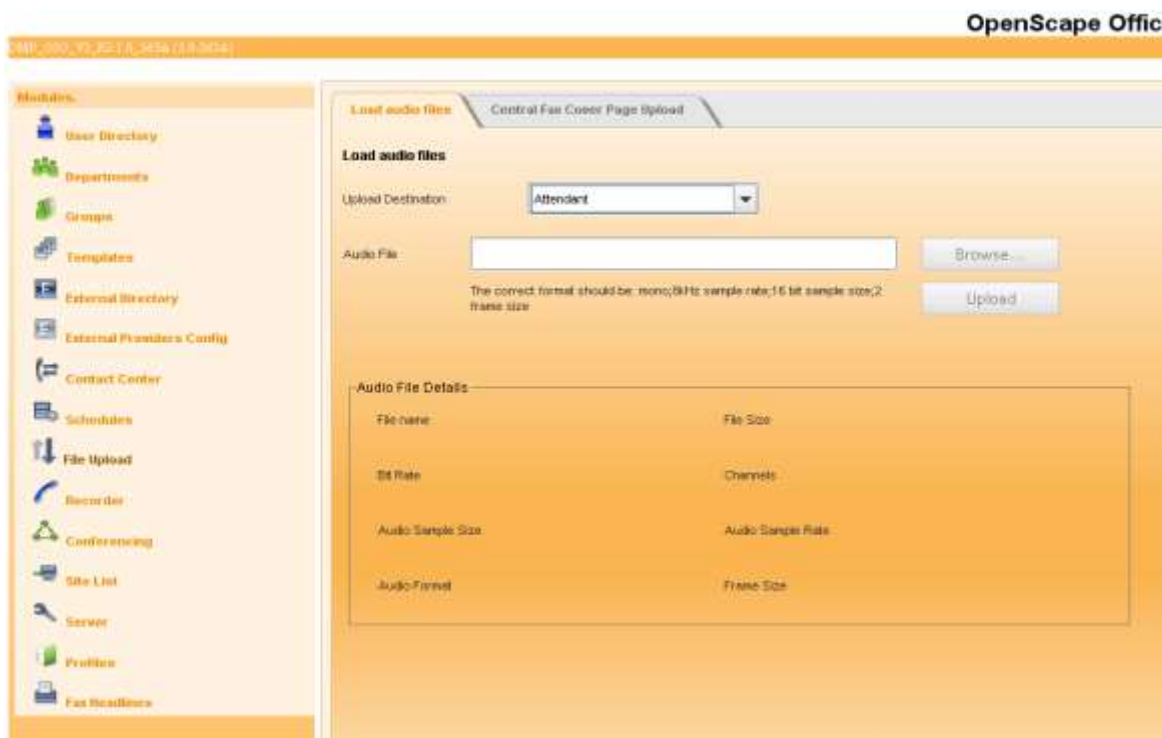 OpenScape Offic
Modules.
User Directory
Departments
Groups
Templates
External Directory
External Providers Config
Contact Center
Schedules
File Upload
Recorder
Conferencing
Site List
Server
Profiles
Fax Headlines
Load audio files
Central Fax Cover Page Upload
Load audio files
Upload Destination
Attendant
Audio File
Browse...
The correct format should be: mono;8kHz sample rate;16 bit sample size;2
frame size
Upload
Audio File Details
File name
File Size
Bit Rate
Channels
Audio Sample Size
Audio Sample Rate
Audio Format
Frame Size